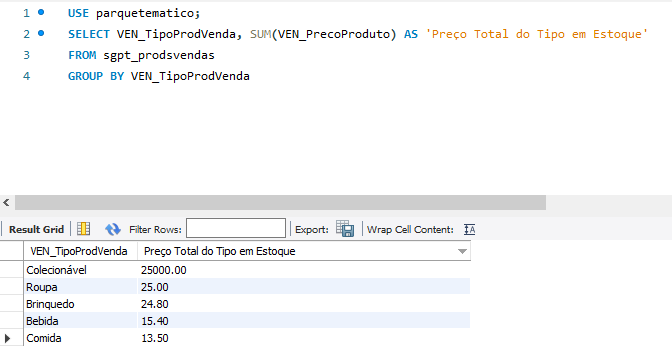 1 USE parquetematico;
2 SELECT VEN_TipoProdVenda, SUM(VEN_PrecoProduto) AS 'Preço Total do Tipo em Estoque'
3 FROM sgpt_prodsvendas
4 GROUP BY VEN_TipoProdVenda
Result Grid Filter Rows: Export: Wrap Cell Content:
VEN_TipoProdVenda Preço Total do Tipo em Estoque
Colecionável 25000.00
Roupa 25.00
Brinquedo 24.80
Bebida 15.40
Comida 13.50